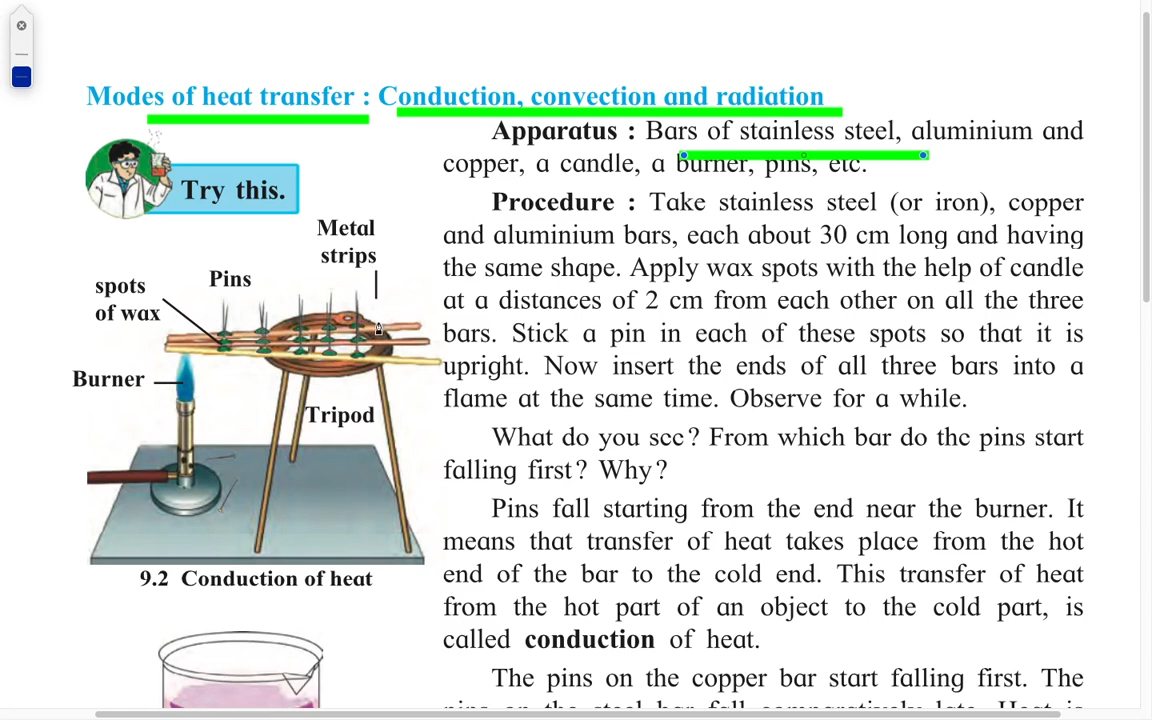 Modes of heat transfer : Conduction, convection and radiation
Try this.
Apparatus : Bars of stainless steel, aluminium and
copper, a candle, a burner, pins, etc.
Procedure : Take stainless steel (or iron), copper
and aluminium bars, each about 30 cm long and having
the same shape. Apply wax spots with the help of candle
at a distances of 2 cm from each other on all the three
bars. Stick a pin in each of these spots so that it is
upright. Now insert the ends of all three bars into a
flame at the same time. Observe for a while.
What do you see? From which bar do the pins start
falling first? Why?
Pins fall starting from the end near the burner. It
means that transfer of heat takes place from the hot
end of the bar to the cold end. This transfer of heat
from the hot part of an object to the cold part, is
called conduction of heat.
The pins on the copper bar start falling first. The
Metal
strips
Pins
spots
of wax
Burner
Tripod
9.2 Conduction of heat